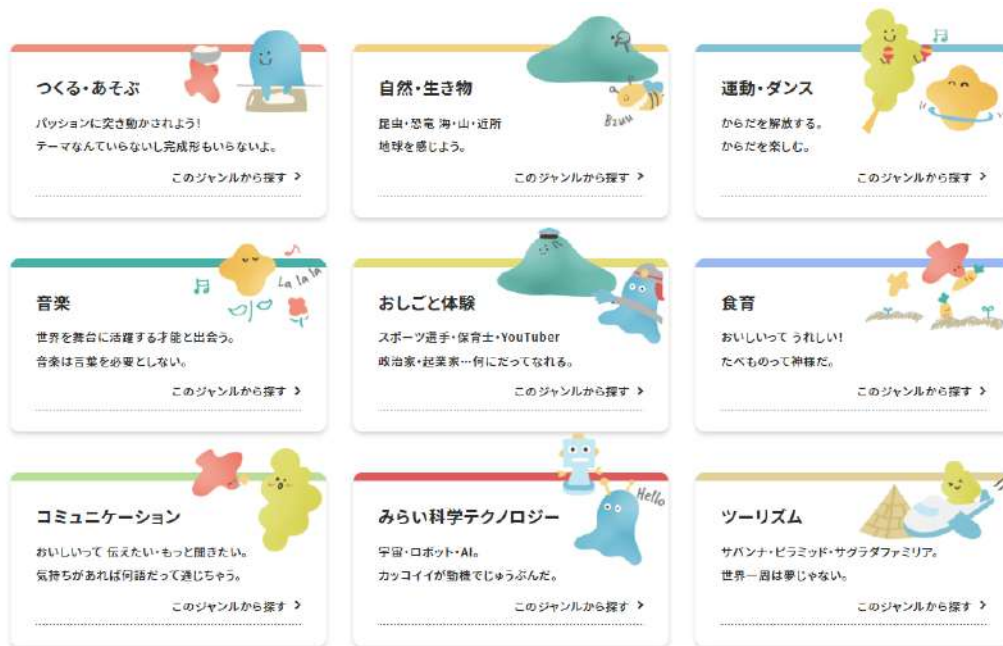 つくる・あそぶ
パッションに突き動かされよう!
テーマなんていらないし完成形もいらないよ。
このジャンルから探す >
自然・生き物
Bzuu
昆虫・恐竜 海・山・近所
地球を感じよう。
このジャンルから探す >
運動・ダンス
からだを解放する。
からだを楽しむ。
このジャンルから探す >
La la la
音楽
世界を舞台に活躍する才能と出会う。
音楽は言葉を必要としない。
このジャンルから探す >
おしごと体験
スポーツ選手・保育士・YouTuber
政治家・起業家…何にだってなれる。
このジャンルから探す >
食育
おいしいって うれしい!
たべものって神様だ。
このジャンルから探す >
コミュニケーション
おいしいって 伝えたい・もっと聞きたい。
気持ちがあれば何語だって通じちゃう。
このジャンルから探す >
Hello
みらい科学テクノロジー
宇宙・ロボット・AI。
カッコイイが動機でじゅうぶんだ。
このジャンルから探す >
ツーリズム
サバンナ・ピラミッド・サグラダファミリア。
世界一周は夢じゃない。
このジャンルから探す >